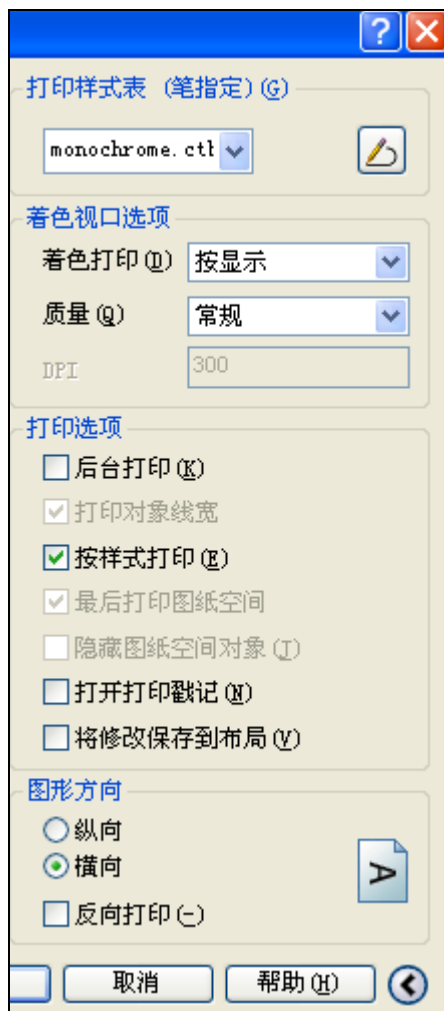 打印样式表 (笔指定)(G)
monochrome.ctb
着色视口选项
着色打印(D) 按显示
质量(Q) 常规
DPI 300
打印选项
后台打印(K)
打印对象线宽
按样式打印(E)
最后打印图纸空间
隐藏图纸空间对象(J)
打开打印戳记(N)
将修改保存到布局(V)
图形方向
纵向
横向
A
反向打印(-)
取消 帮助(H)